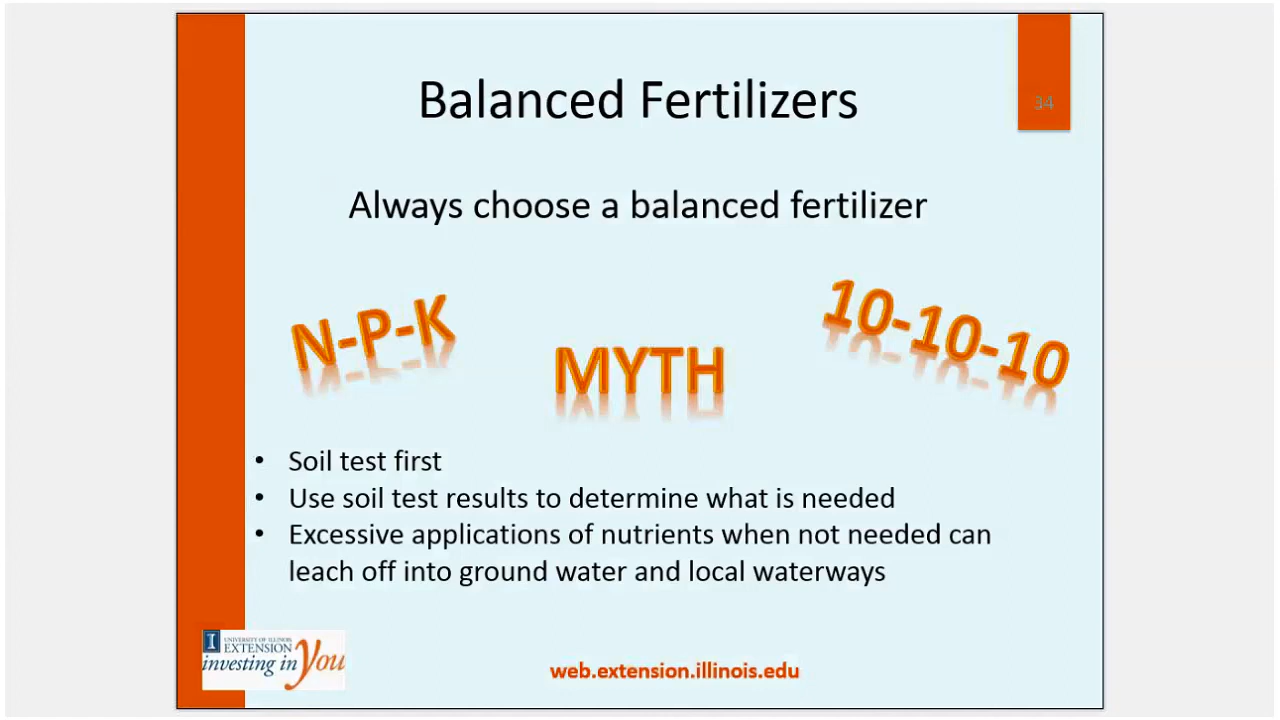 Balanced Fertilizers
34
Always choose a balanced fertilizer
N-P-K
MYTH
10-10-10
• Soil test first
• Use soil test results to determine what is needed
• Excessive applications of nutrients when not needed can
leach off into ground water and local waterways
I
UNIVERSITY OF ILLINOIS
EXTENSION
investing in you
web.extension.illinois.edu